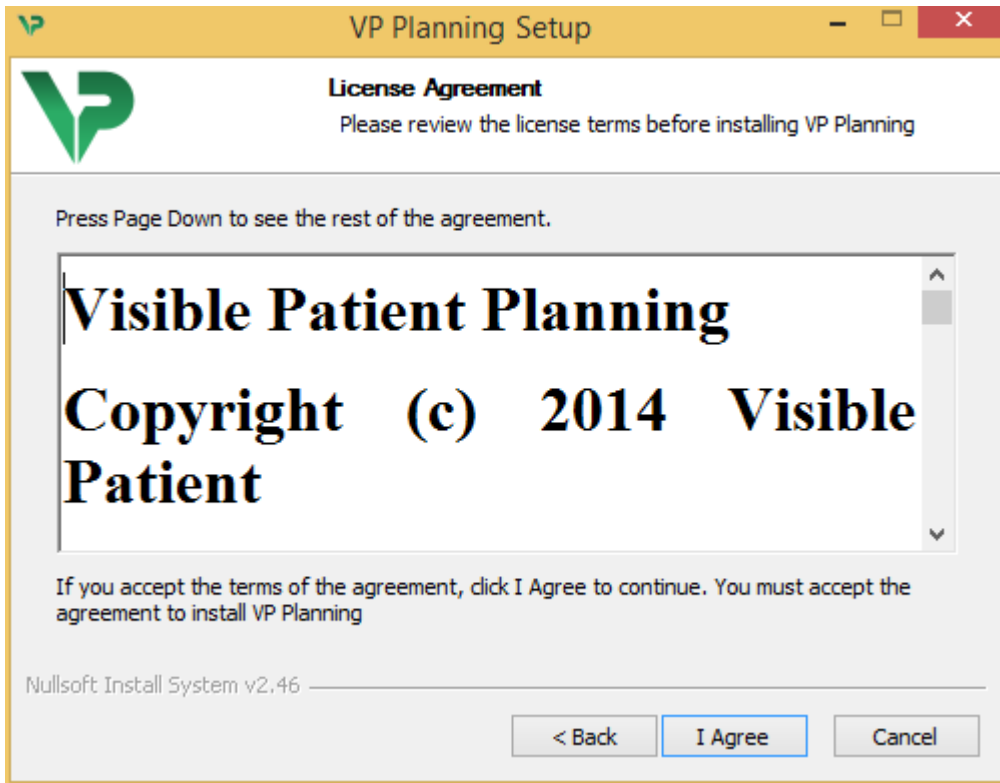 VP
VP Planning Setup
VP
License Agreement
Please review the license terms before installing VP Planning
Press Page Down to see the rest of the agreement.
Visible Patient Planning
Copyright (c) 2014 Visible
Patient
If you accept the terms of the agreement, click I Agree to continue. You must accept the
agreement to install VP Planning
Nullsoft Install System v2.46
< Back I Agree Cancel